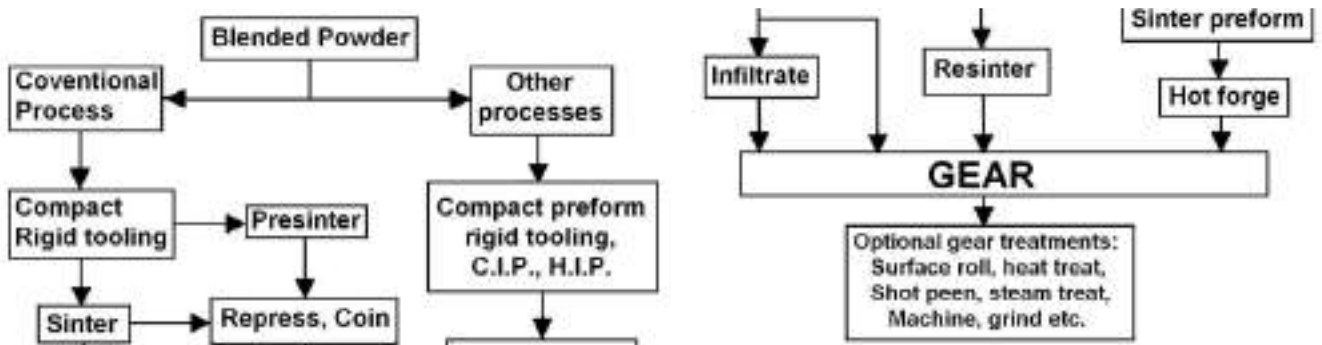 Blended Powder
Coventional
Process
Other
processes
Compact
Rigid tooling
Presinter
Compact preform
rigid tooling,
C.I.P., H.I.P.
Sinter
Repress, Coin
Sinter preform
Infiltrate
Resinter
Hot forge
GEAR
Optional gear treatments:
Surface roll, heat treat,
Shot peen, steam treat,
Machine, grind etc.